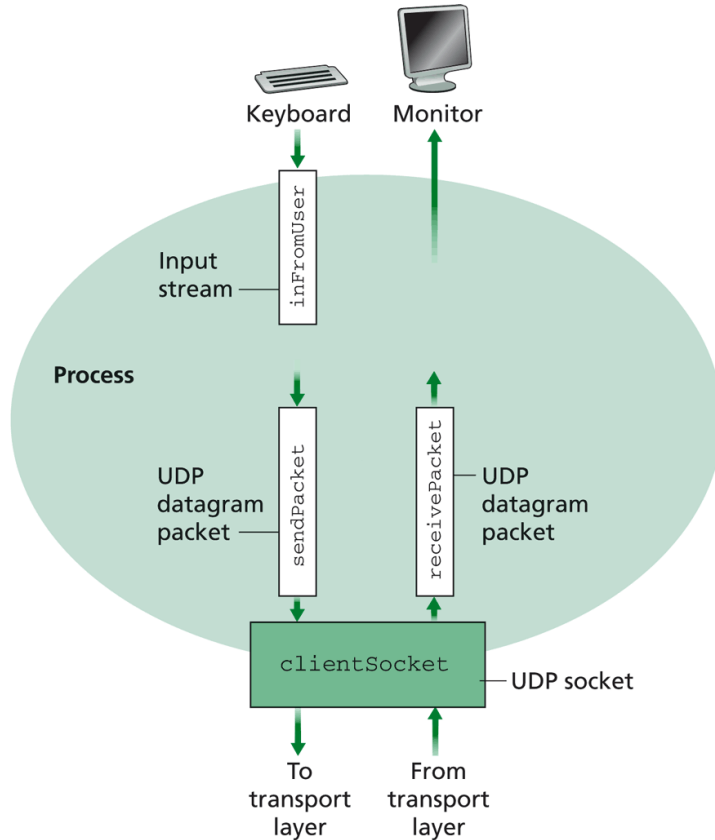 Keyboard
Monitor
inFromUser
Input
stream
Process
UDP
datagram
packet
sendPacket
receivePacket
UDP
datagram
packet
clientSocket
UDP socket
To
transport
layer
From
transport
layer